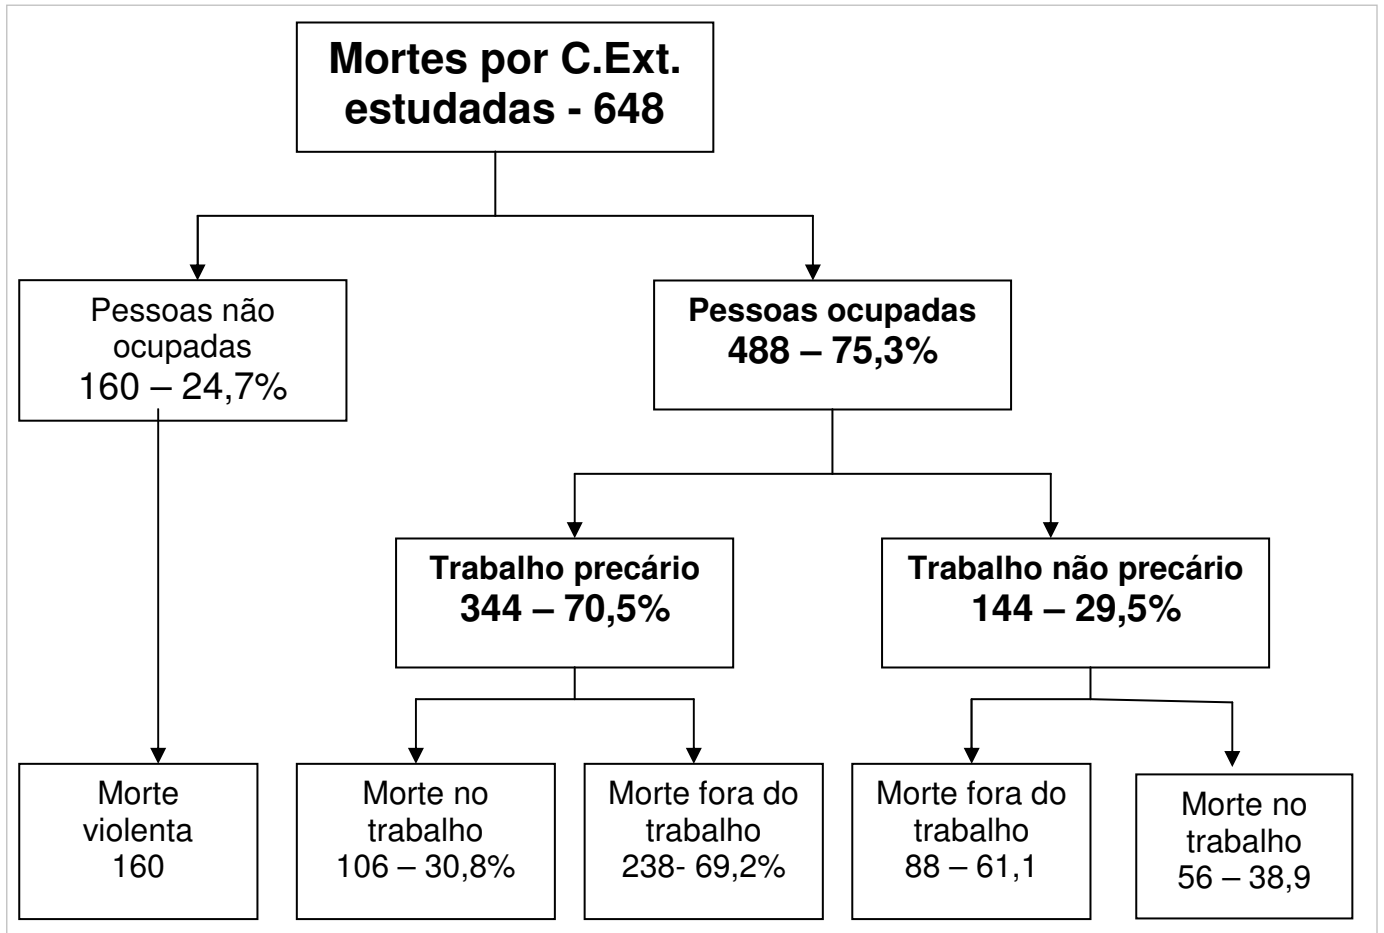 Mortes por C.Ext.
estudadas - 648
Pessoas não
ocupadas
160 – 24,7%
Pessoas ocupadas
488 – 75,3%
Trabalho precário
344 – 70,5%
Trabalho não precário
144 – 29,5%
Morte
violenta
160
Morte no
trabalho
106 – 30,8%
Morte fora do
trabalho
238- 69,2%
Morte fora do
trabalho
88 – 61,1
Morte no
trabalho
56 – 38,9